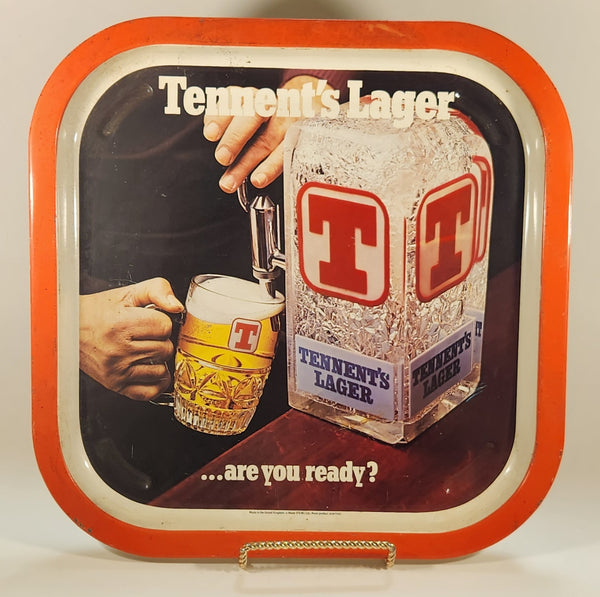 Tennent's Lager
T
T
T
TENNENT'S
LAGER
TENNENT'S
LAGER
...are you ready?